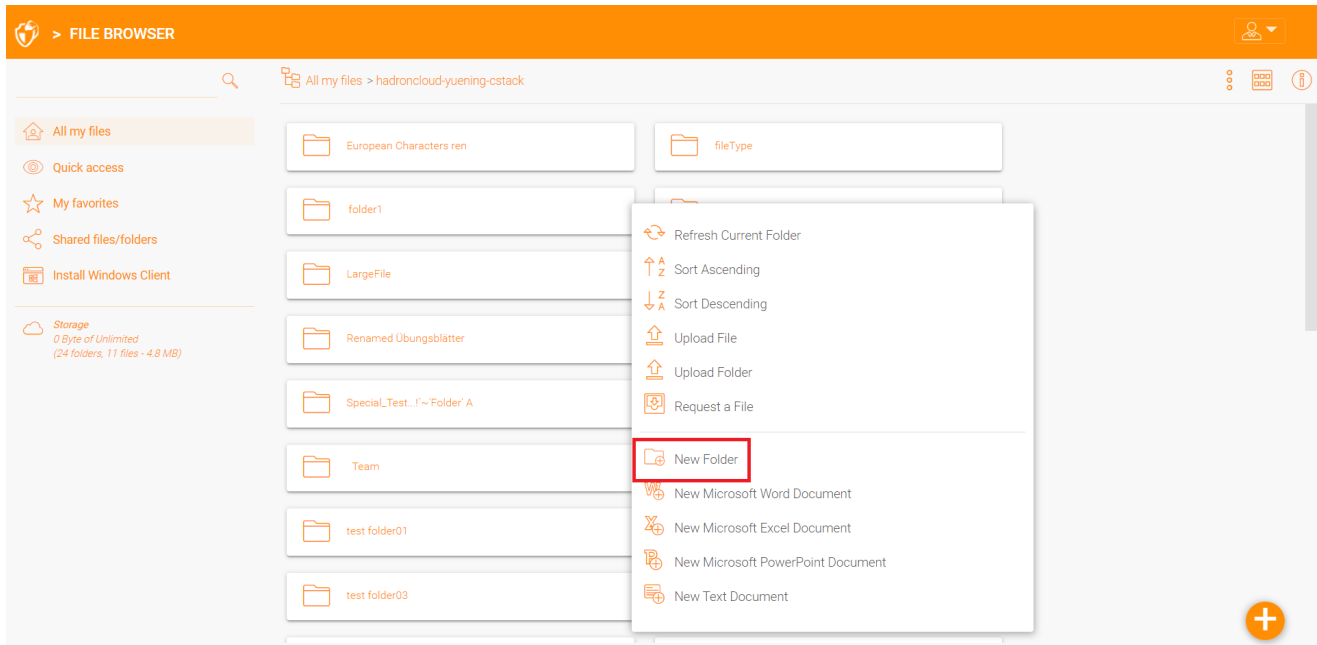 > FILE BROWSER
All my files > hadroncloud-yuening-cstack
All my files
Quick access
My favorites
Shared files/folders
Install Windows Client
Storage
0 Byte of Unlimited
(24 folders, 11 files - 4.8 MB)
European Characters ren
fileType
folder1
LargeFile
Renamed Übungsblätter
Special_Test...!`~'Folder' A
Team
test folder01
test folder03
Refresh Current Folder
Sort Ascending
Sort Descending
Upload File
Upload Folder
Request a File
New Folder
New Microsoft Word Document
New Microsoft Excel Document
New Microsoft PowerPoint Document
New Text Document